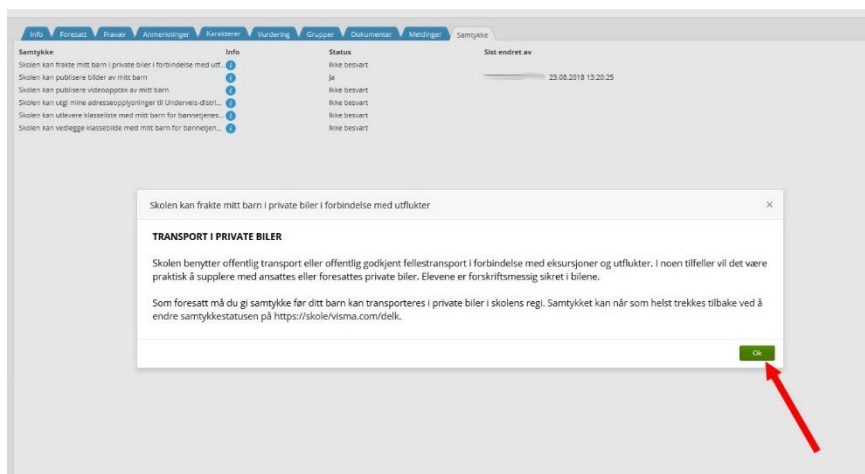 Info Foresatt Fravær Anmerkninger Karakterer Vurdering Grupper Dokumenter Meldinger Samtykke
Samtykke Info Status Sist endret av
Skolen kan frakte mitt barn i private biler i forbindelse med utf... i Ikke besvart
Skolen kan publisere bilder av mitt barn i Ja 23.08.2018 13:20:25
Skolen kan publisere videoopptak av mitt barn i Ikke besvart
Skolen kan utgi mine adresseopplysninger til Underveis-distri... i Ikke besvart
Skolen kan utlevere klasseliste med mitt barn for bønnetjenes... i Ikke besvart
Skolen kan vedlegge klassebilde med mitt barn for bønnetjen... i Ikke besvart
Skolen kan frakte mitt barn i private biler i forbindelse med utflukter ×
TRANSPORT I PRIVATE BILER
Skolen benytter offentlig transport eller offentlig godkjent fellestransport i forbindelse med eksursjoner og utflukter. I noen tilfeller vil det være
praktisk å supplere med ansattes eller foresattes private biler. Elevene er forskriftsmessig sikret i bilene.
Som foresatt må du gi samtykke før ditt barn kan transporteres i private biler i skolens regi. Samtykket kan når som helst trekkes tilbake ved å
endre samtykkestatusen på https://skole/visma.com/delk.
Ok